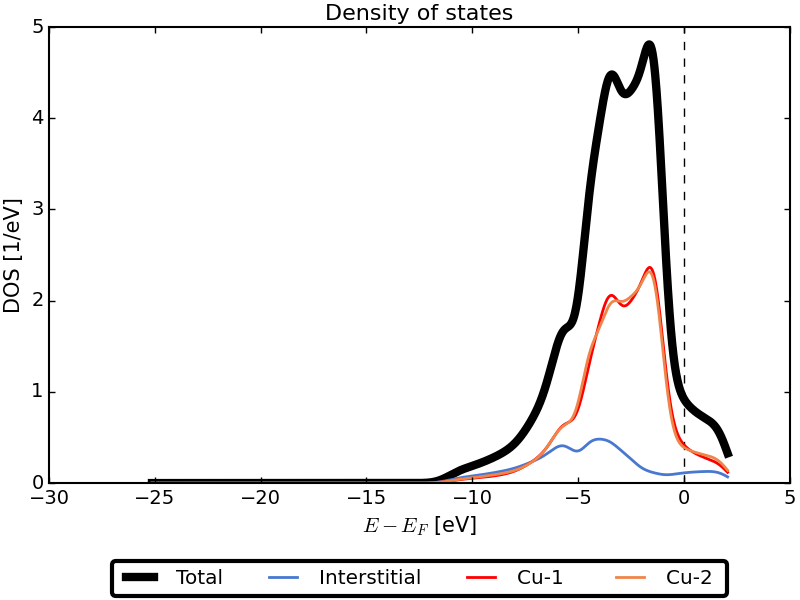 Density of states
5
4
3
2
1
0
DOS [1/eV]
−30 −25 −20 −15 −10 −5 0 5
E − E_F [eV]
Total Interstitial Cu-1 Cu-2